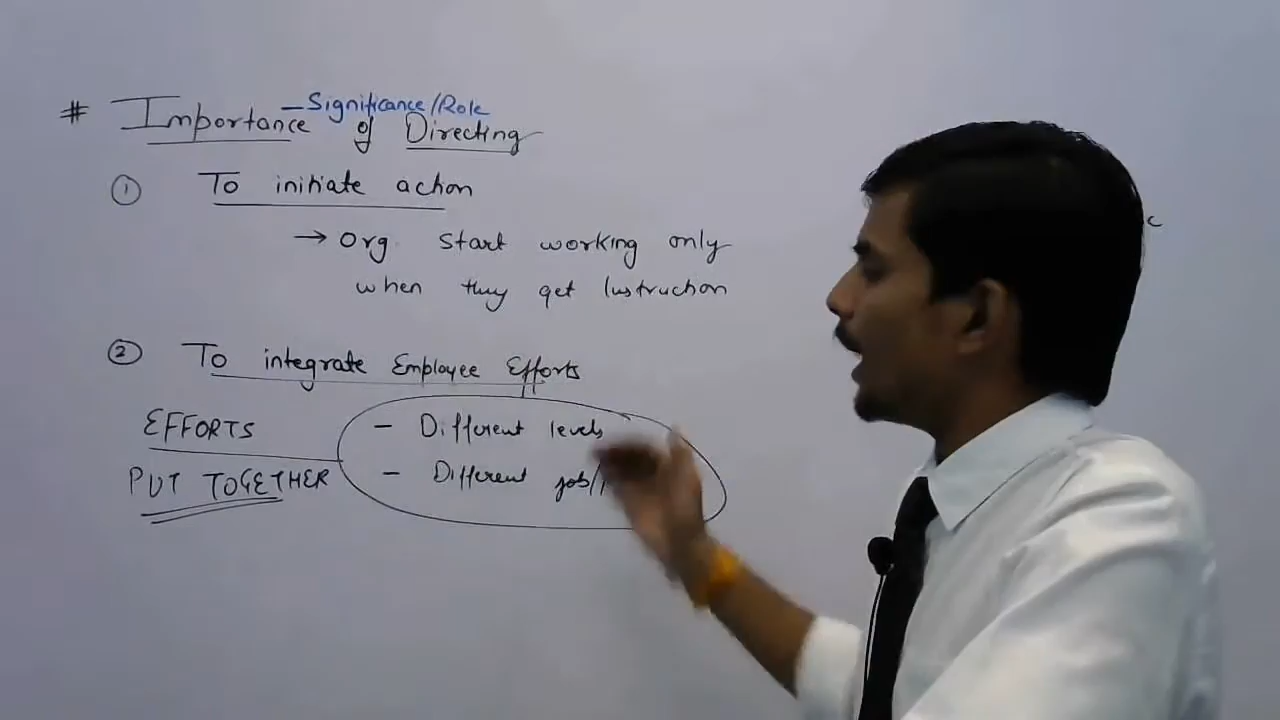 # Importance of Directing
– Significance/Role
① To initiate action
→ Org. start working only
when they get Instruction
② To integrate Employee Efforts
EFFORTS
PUT TOGETHER
– Different levels
– Different job/
c